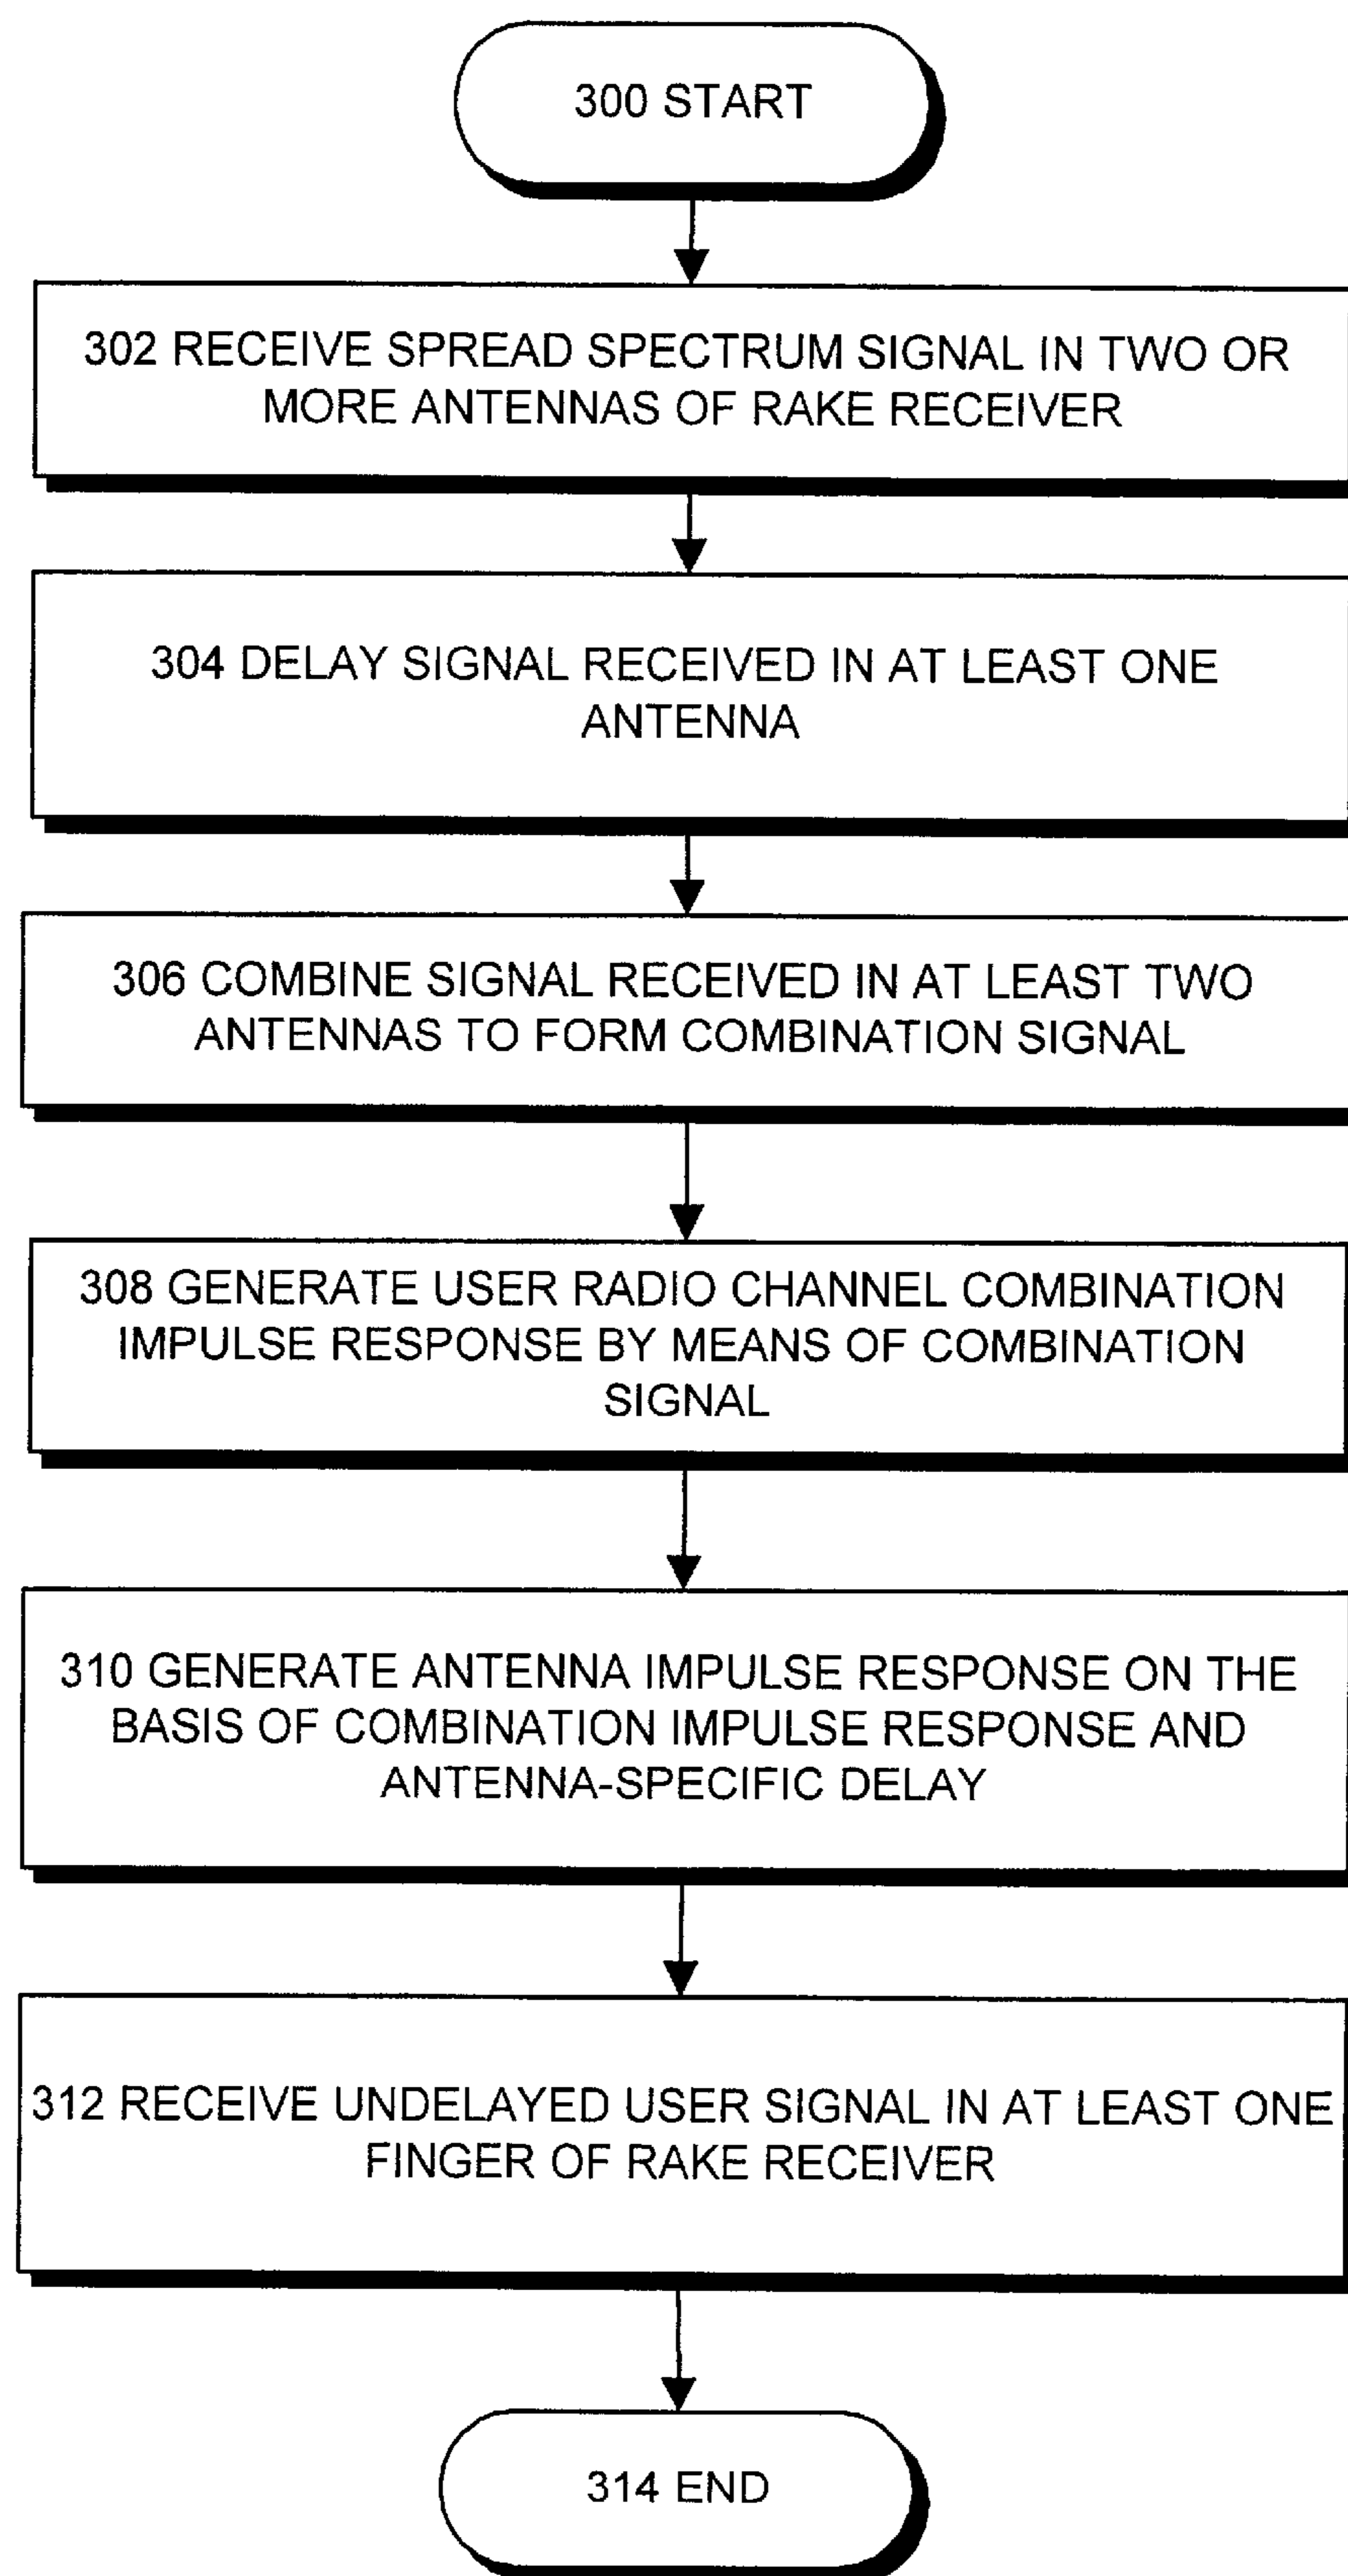 300 START
302 RECEIVE SPREAD SPECTRUM SIGNAL IN TWO OR
MORE ANTENNAS OF RAKE RECEIVER
304 DELAY SIGNAL RECEIVED IN AT LEAST ONE
ANTENNA
306 COMBINE SIGNAL RECEIVED IN AT LEAST TWO
ANTENNAS TO FORM COMBINATION SIGNAL
308 GENERATE USER RADIO CHANNEL COMBINATION
IMPULSE RESPONSE BY MEANS OF COMBINATION
SIGNAL
310 GENERATE ANTENNA IMPULSE RESPONSE ON THE
BASIS OF COMBINATION IMPULSE RESPONSE AND
ANTENNA-SPECIFIC DELAY
312 RECEIVE UNDELAYED USER SIGNAL IN AT LEAST ONE
FINGER OF RAKE RECEIVER
314 END